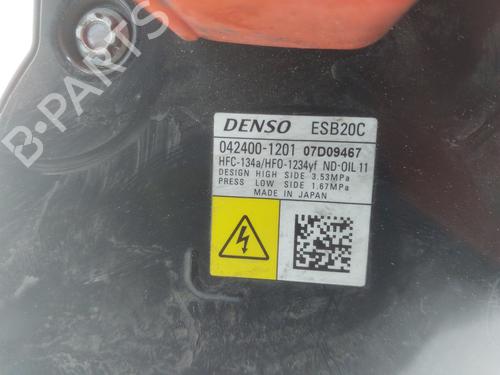 B-PARTS
DENSO ESB20C
042400-1201 07D09467
HFC-134a/HFO-1234yf ND-OIL 11
DESIGN HIGH SIDE 3.53MPa
PRESS LOW SIDE 1.67MPa
MADE IN JAPAN